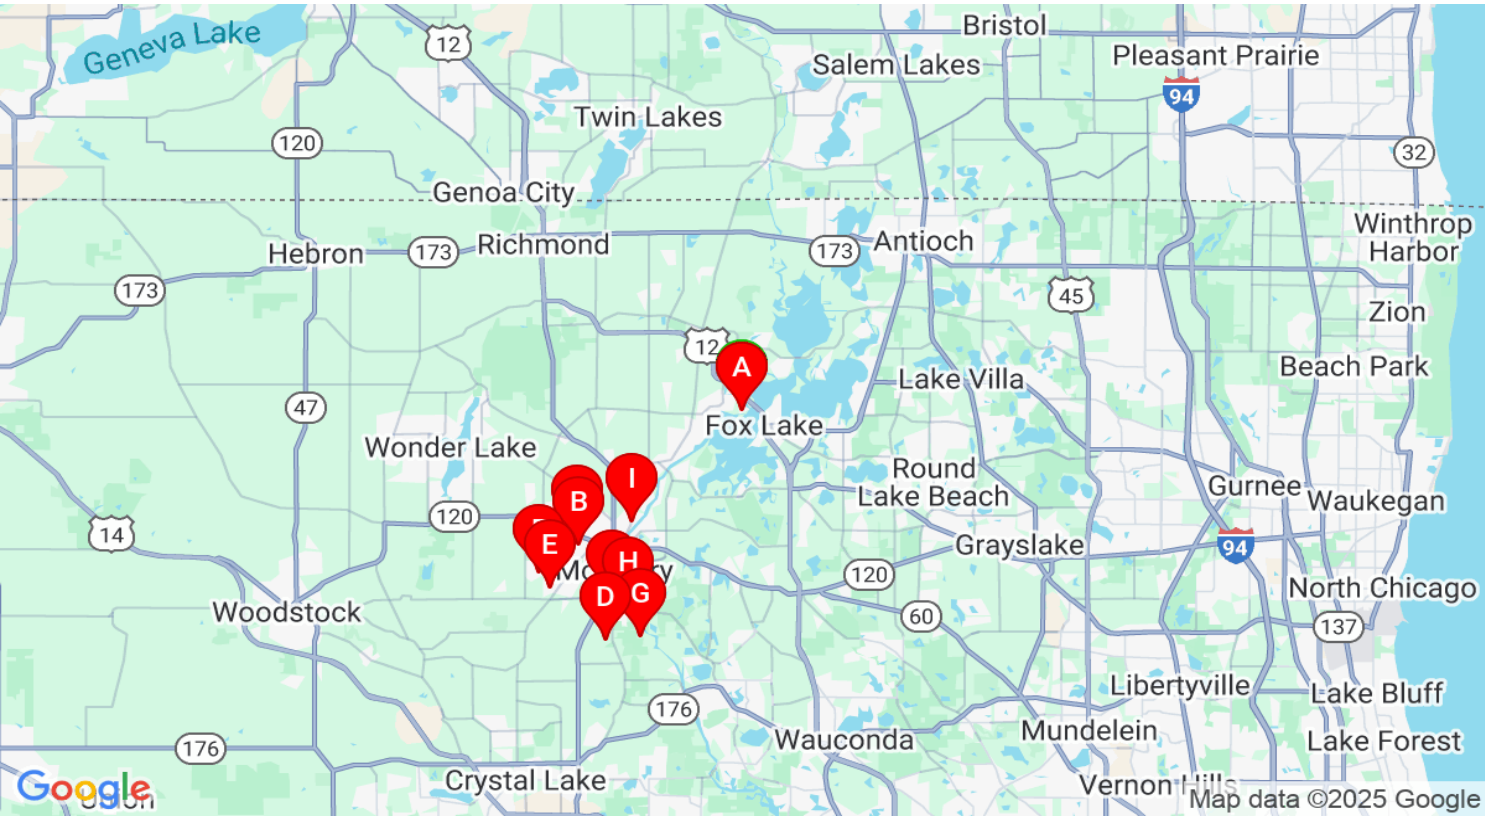 Geneva Lake
12
Bristol
Pleasant Prairie
Salem Lakes
94
Twin Lakes
120
32
Genoa City
Winthrop
Harbor
Hebron
173
Richmond
173
Antioch
173
45
Zion
12
A
Beach Park
Lake Villa
47
Fox Lake
Wonder Lake
I
Round
Lake Beach
B
Gurnee
Waukegan
120
14
E
94
Grayslake
H
120
North Chicago
D
G
Woodstock
60
137
Libertyville
Lake Bluff
176
Mundelein
Wauconda
Lake Forest
176
Crystal Lake
Vernon Hills
Google
Map data ©2025 Google